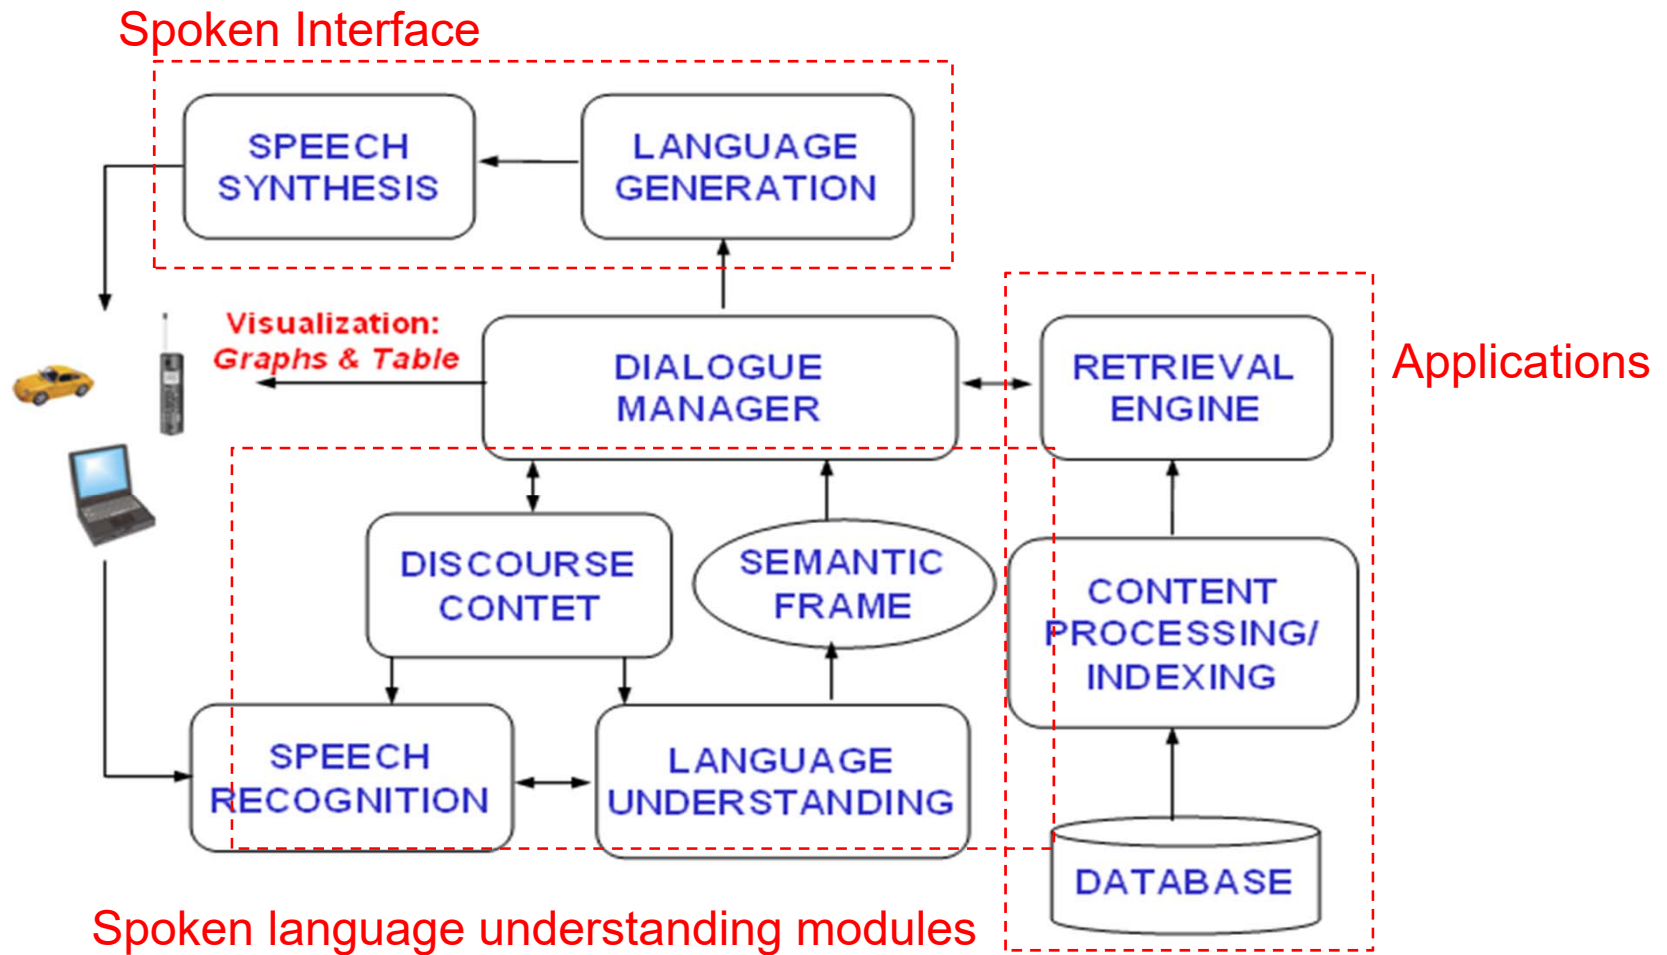 Spoken Interface
SPEECH
SYNTHESIS
LANGUAGE
GENERATION
Visualization:
Graphs & Table
DIALOGUE
MANAGER
RETRIEVAL
ENGINE
Applications
DISCOURSE
CONTET
SEMANTIC
FRAME
CONTENT
PROCESSING/
INDEXING
SPEECH
RECOGNITION
LANGUAGE
UNDERSTANDING
DATABASE
Spoken language understanding modules